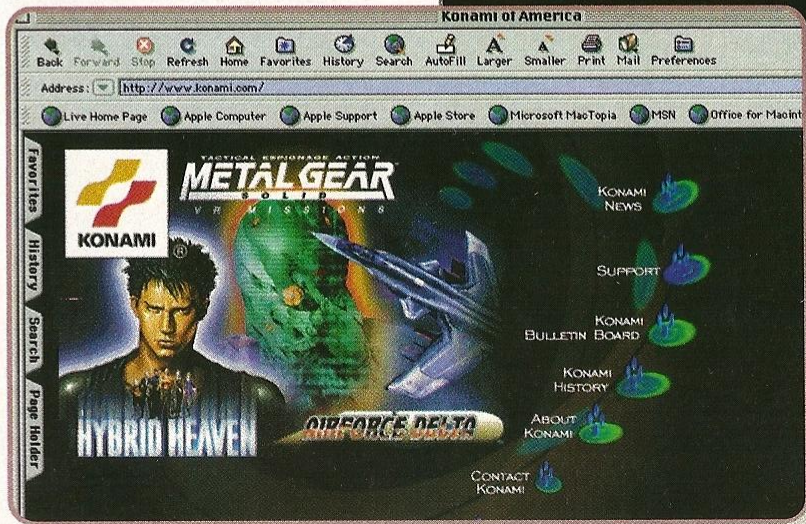 Konami of America
Back Forward Stop Refresh Home Favorites History Search AutoFill Larger Smaller Print Mail Preferences
Address: http://www.konami.com/
Live Home Page Apple Computer Apple Support Apple Store Microsoft MacTopia MSN Office for Macint
Favorites
History
Search
Page Holder
KONAMI
®
TACTICAL ESPIONAGE ACTION
METAL GEAR
SOLID
VR MISSIONS
HYBRID HEAVEN
AIRFORCE DELTA
KONAMI
NEWS
SUPPORT
KONAMI
BULLETIN BOARD
KONAMI
HISTORY
ABOUT
KONAMI
CONTACT
KONAMI